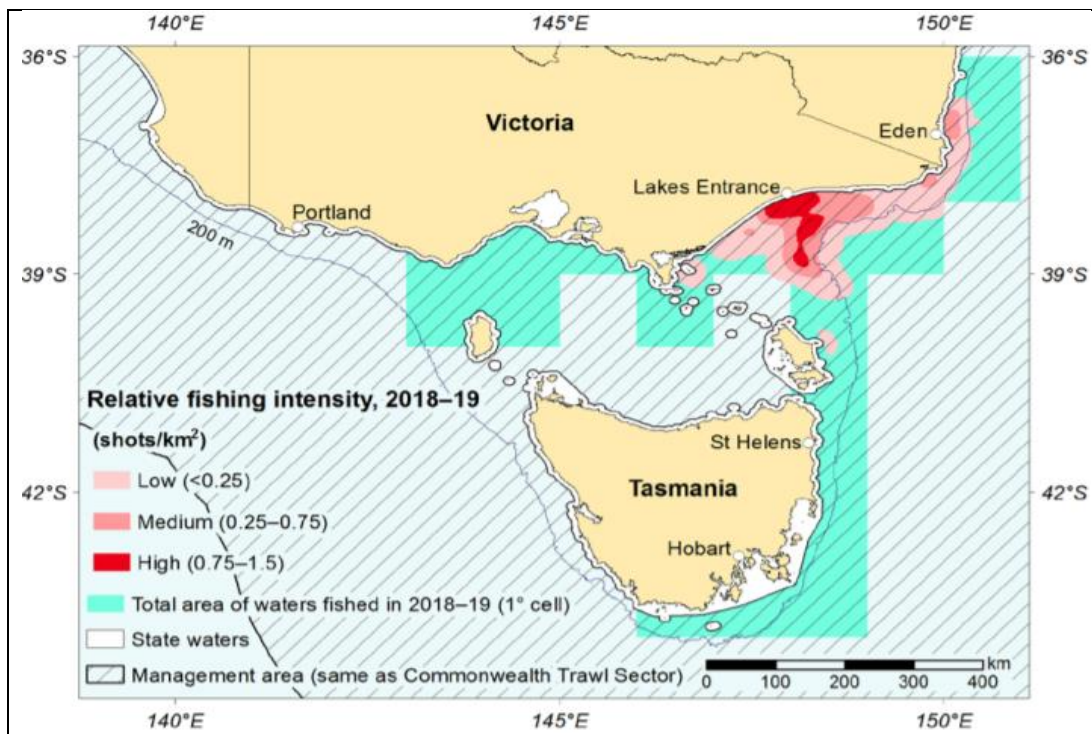 140°E 145°E 150°E
36°S 36°S
Victoria
Eden
Lakes Entrance
Portland
200 m
39°S 39°S
Relative fishing intensity, 2018–19
(shots/km²)
St Helens
Low (<0.25)
42°S 42°S
Tasmania
Medium (0.25–0.75)
Hobart
High (0.75–1.5)
Total area of waters fished in 2018–19 (1° cell)
State waters
km
Management area (same as Commonwealth Trawl Sector)
0 100 200 300 400
140°E 145°E 150°E